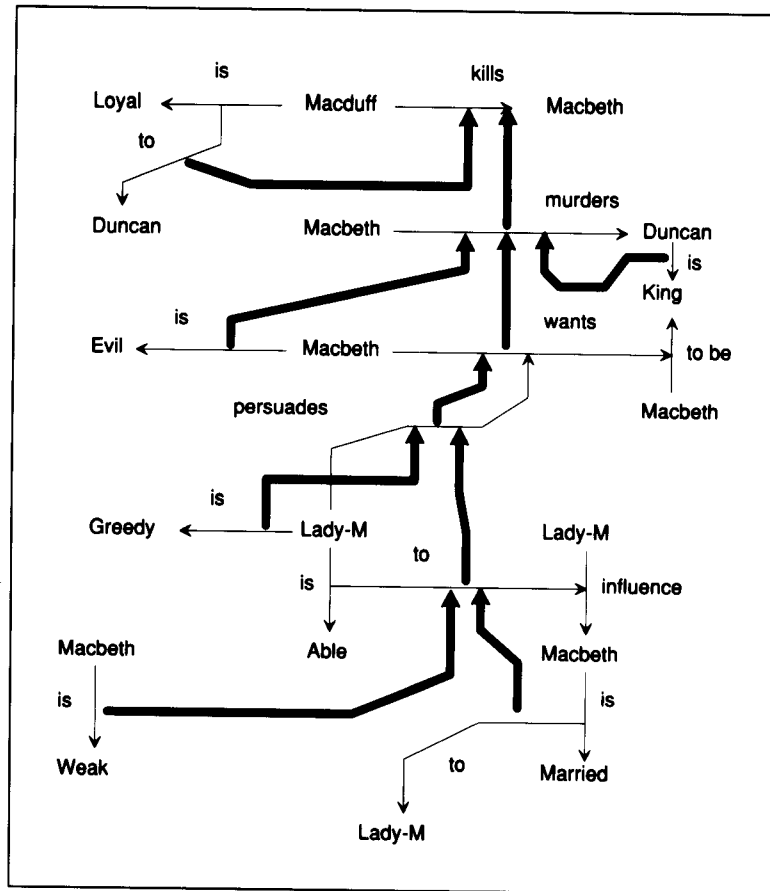 is kills
Loyal Macduff Macbeth
to
murders
Duncan Macbeth Duncan
is
King
is wants
Evil Macbeth to be
persuades Macbeth
is
Greedy Lady-M Lady-M
to
is influence
Able
Macbeth Macbeth
is is
Weak to Married
Lady-M